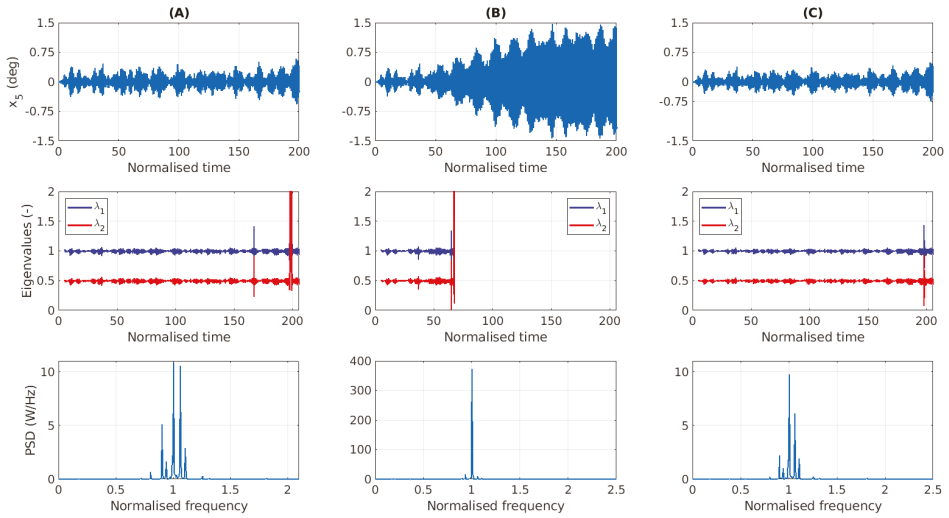 (A) (B) (C)
1.5 1.5 1.5
0.75 0.75 0.75
x5 (deg) 0 0 0
-0.75 -0.75 -0.75
-1.5 -1.5 -1.5
0 50 100 150 200 0 50 100 150 200 0 50 100 150 200
Normalised time Normalised time Normalised time
2 2 2
λ1 λ1 λ1
1.5 1.5 1.5
λ2 λ2 λ2
Eigenvalues (-) 1 1 1
0.5 0.5 0.5
0 0 0
0 50 100 150 200 0 50 100 150 200 0 50 100 150 200
Normalised time Normalised time Normalised time
10 400 10
300
PSD (W/Hz) 5 200 5
100
0 0 0
0 0.5 1 1.5 2 0 0.5 1 1.5 2 2.5 0 0.5 1 1.5 2 2.5
Normalised frequency Normalised frequency Normalised frequency